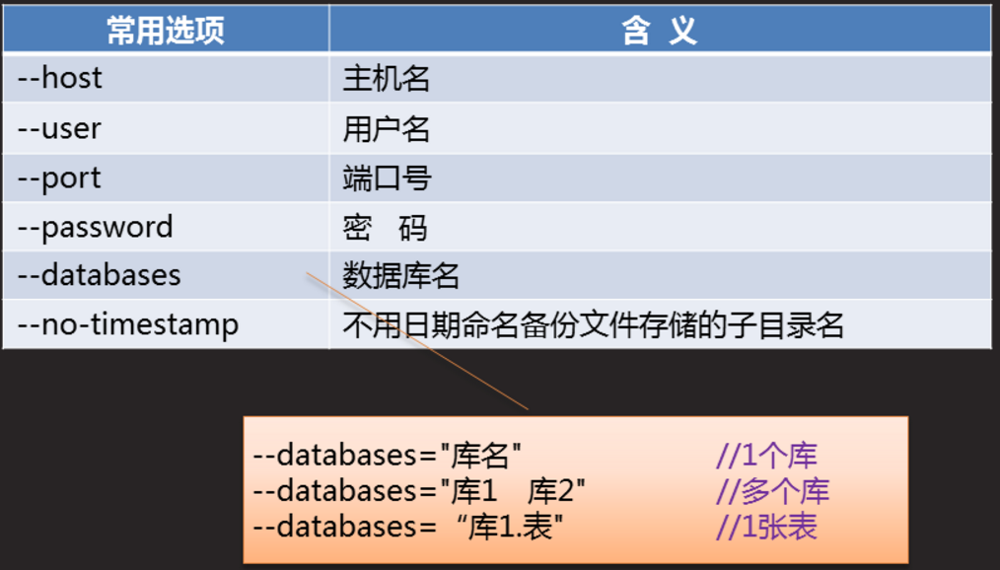 常用选项 含 义
--host 主机名
--user 用户名
--port 端口号
--password 密 码
--databases 数据库名
--no-timestamp 不用日期命名备份文件存储的子目录名
--databases="库名" //1个库
--databases="库1 库2" //多个库
--databases= “库1.表" //1张表